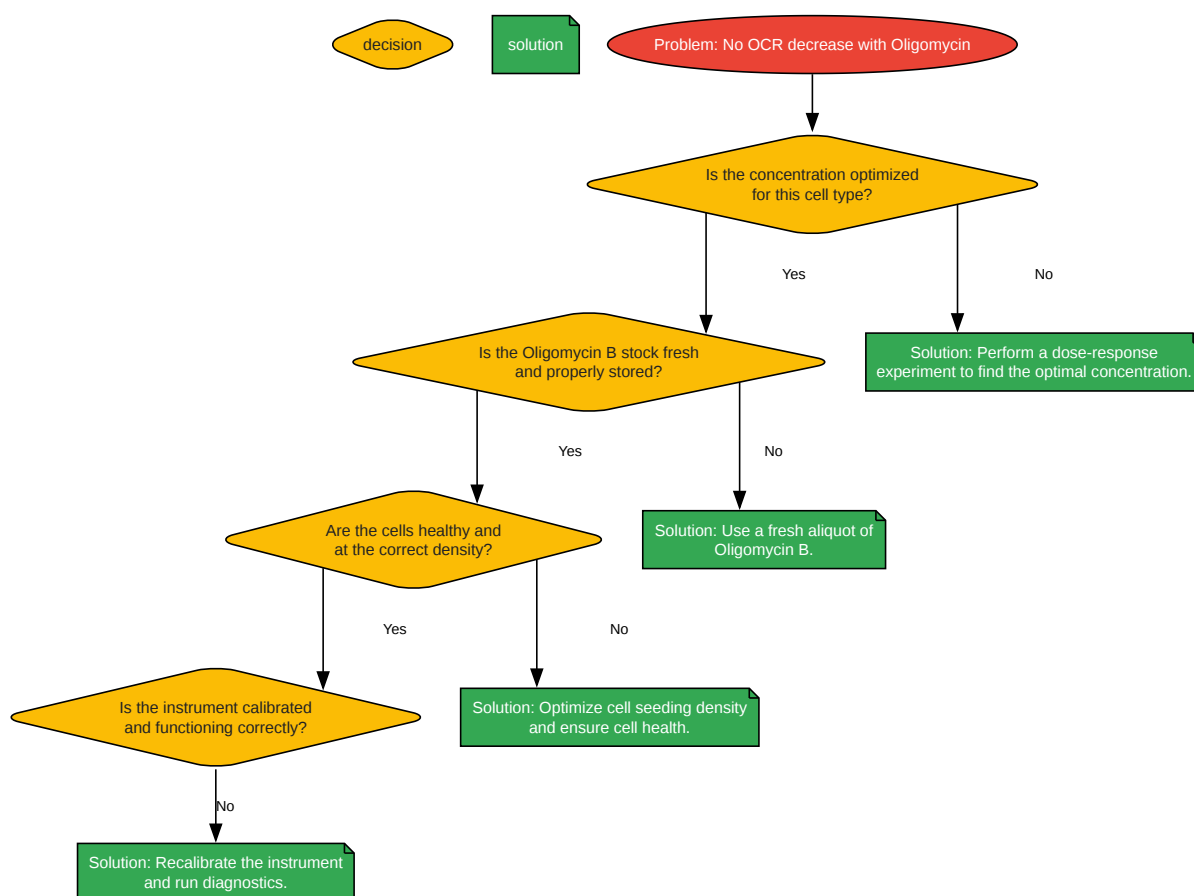 decision
solution
Problem: No OCR decrease with Oligomycin
Is the concentration optimized
for this cell type?
Yes
No
Solution: Perform a dose-response
experiment to find the optimal concentration.
Is the Oligomycin B stock fresh
and properly stored?
Yes
No
Solution: Use a fresh aliquot of
Oligomycin B.
Are the cells healthy and
at the correct density?
Yes
No
Solution: Optimize cell seeding density
and ensure cell health.
Is the instrument calibrated
and functioning correctly?
No
Solution: Recalibrate the instrument
and run diagnostics.